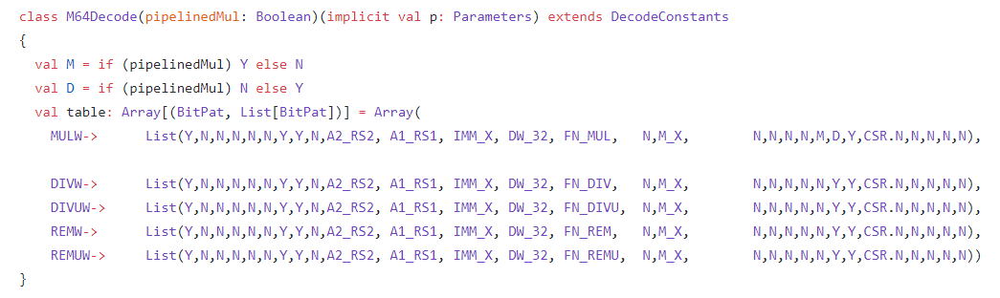 class M64Decode(pipelinedMul: Boolean)(implicit val p: Parameters) extends DecodeConstants
{
  val M = if (pipelinedMul) Y else N
  val D = if (pipelinedMul) N else Y
  val table: Array[(BitPat, List[BitPat])] = Array(
    MULW->      List(Y,N,N,N,N,N,Y,Y,N,A2_RS2, A1_RS1, IMM_X, DW_32, FN_MUL,   N,M_X,        N,N,N,N,M,D,Y,CSR.N,N,N,N,N),
    DIVW->      List(Y,N,N,N,N,N,Y,Y,N,A2_RS2, A1_RS1, IMM_X, DW_32, FN_DIV,   N,M_X,        N,N,N,N,N,Y,Y,CSR.N,N,N,N,N),
    DIVUW->     List(Y,N,N,N,N,N,Y,Y,N,A2_RS2, A1_RS1, IMM_X, DW_32, FN_DIVU,  N,M_X,        N,N,N,N,N,Y,Y,CSR.N,N,N,N,N),
    REMW->      List(Y,N,N,N,N,N,Y,Y,N,A2_RS2, A1_RS1, IMM_X, DW_32, FN_REM,   N,M_X,        N,N,N,N,N,Y,Y,CSR.N,N,N,N,N),
    REMUW->     List(Y,N,N,N,N,N,Y,Y,N,A2_RS2, A1_RS1, IMM_X, DW_32, FN_REMU,  N,M_X,        N,N,N,N,N,Y,Y,CSR.N,N,N,N,N))
}